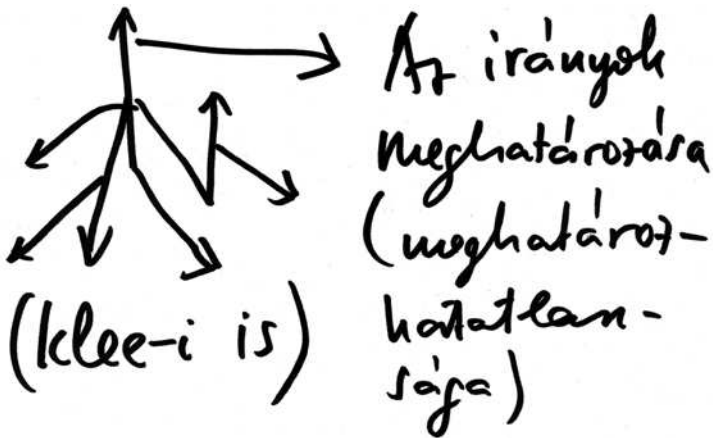 Az irányok
meghatározása
(meghatároz-
hatatlan-
sága)
(klee-i is)